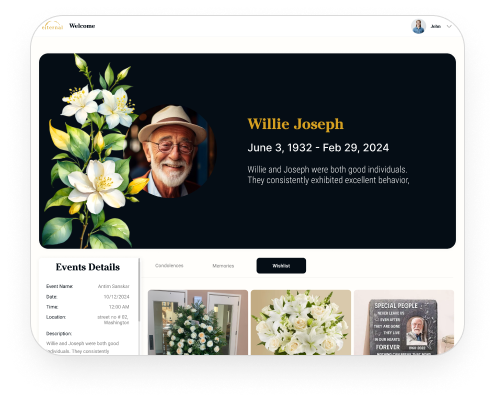 eternal
Welcome
John
Willie Joseph
June 3, 1932 - Feb 29, 2024
Willie and Joseph were both good individuals.
They consistently exhibited excellent behavior,
Events Details
Condolences
Memories
Wishlist
Event Name: Anton Sarokar
Date: 10/12/2024
Time: 12:00 AM
Location: street no # 02,
Washington
Description:
Willie and Joseph were both good
individuals. They consistently
SPECIAL PEOPLE
NEVER LEAVE US
EVEN AFTER
THEY ARE GONE
THEY LIVE
IN OUR HEARTS
FOREVER